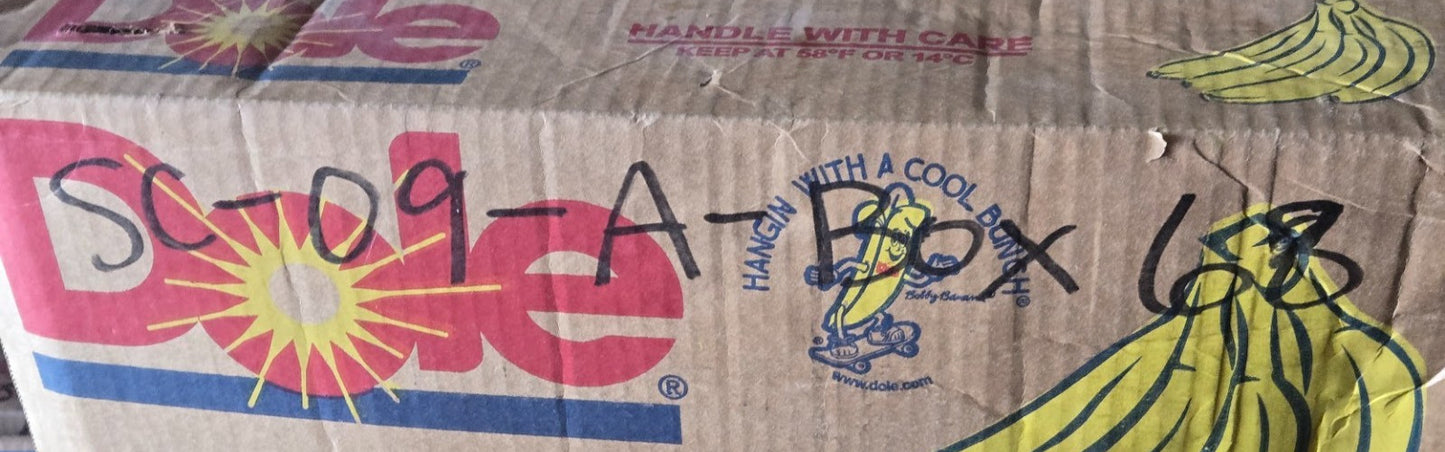 Dole®
HANDLE WITH CARE
KEEP AT 58°F OR 14°C
Dole®
SC-09-A-Box 68
HANGIN WITH A COOL BUNCH®
Bobby Banana
®
www.dole.com